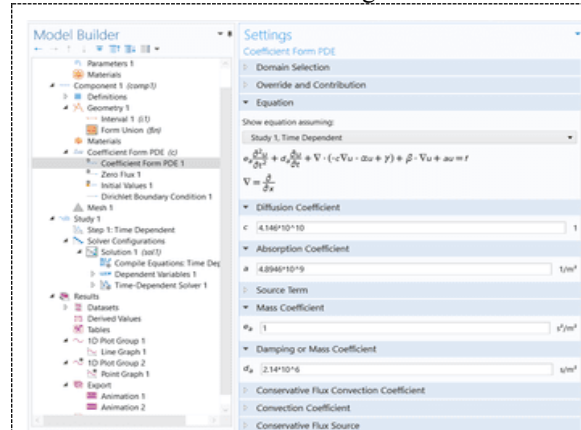 Model Builder
Parameters 1
Materials
Component 1 (comp1)
Definitions
Geometry 1
Interval 1 (i1)
Form Union (fin)
Materials
Coefficient Form PDE (c)
Coefficient Form PDE 1
Zero Flux 1
Initial Values 1
Dirichlet Boundary Condition 1
Mesh 1
Study 1
Step 1: Time Dependent
Solver Configurations
Solution 1 (sol1)
Compile Equations: Time Dep
Dependent Variables 1
Time-Dependent Solver 1
Results
Datasets
Derived Values
Tables
1D Plot Group 1
Line Graph 1
1D Plot Group 2
Point Graph 1
Export
Animation 1
Animation 2
Settings
Coefficient Form PDE
Domain Selection
Override and Contribution
Equation
Show equation assuming:
Study 1, Time Dependent
eₐ ∂²u/∂t² + dₐ ∂u/∂t + ∇ · (-c∇u - αu + γ) + β · ∇u + au = f
∇ = ∂/∂x
Diffusion Coefficient
c 4.146*10^10 1
Absorption Coefficient
a 4.8946*10^9 1/m²
Source Term
Mass Coefficient
eₐ 1 s²/m²
Damping or Mass Coefficient
dₐ 2.14*10^6 s/m²
Conservative Flux Convection Coefficient
Convection Coefficient
Conservative Flux Source